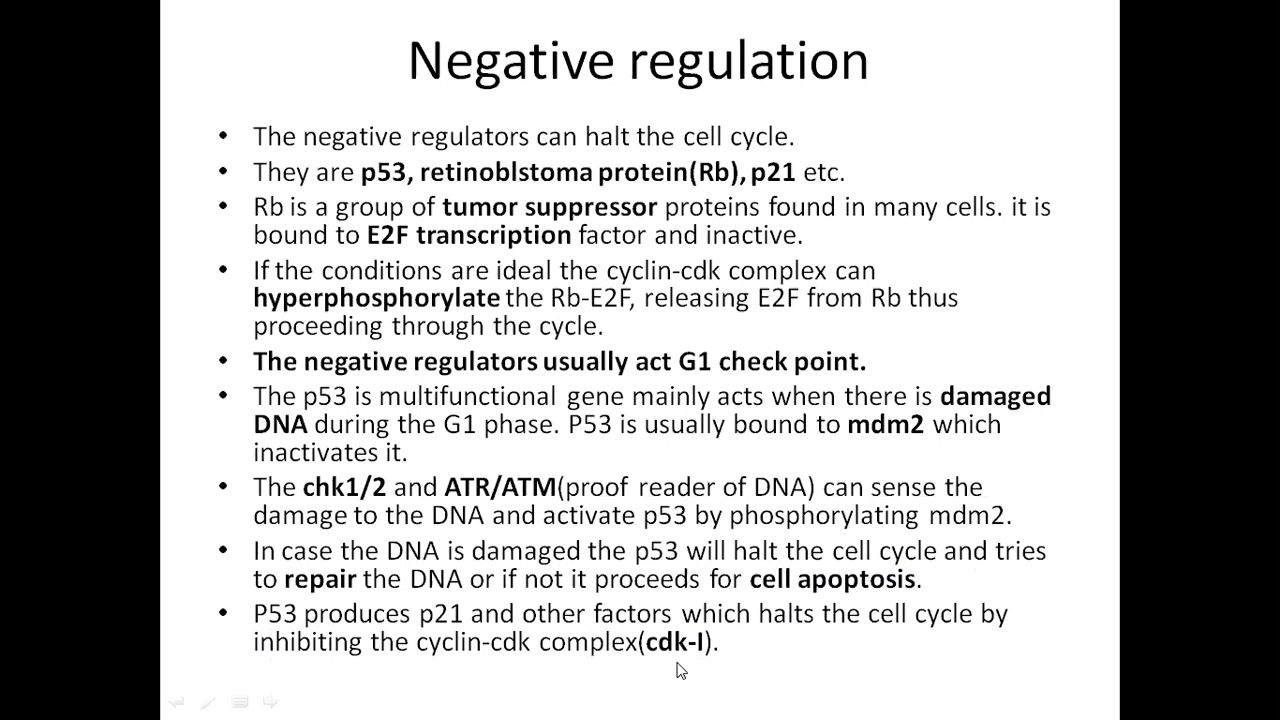 Negative regulation
• The negative regulators can halt the cell cycle.
• They are p53, retinoblstoma protein(Rb), p21 etc.
• Rb is a group of tumor suppressor proteins found in many cells. it is
bound to E2F transcription factor and inactive.
• If the conditions are ideal the cyclin-cdk complex can
hyperphosphorylate the Rb-E2F, releasing E2F from Rb thus
proceeding through the cycle.
• The negative regulators usually act G1 check point.
• The p53 is multifunctional gene mainly acts when there is damaged
DNA during the G1 phase. P53 is usually bound to mdm2 which
inactivates it.
• The chk1/2 and ATR/ATM(proof reader of DNA) can sense the
damage to the DNA and activate p53 by phosphorylating mdm2.
• In case the DNA is damaged the p53 will halt the cell cycle and tries
to repair the DNA or if not it proceeds for cell apoptosis.
• P53 produces p21 and other factors which halts the cell cycle by
inhibiting the cyclin-cdk complex(cdk-I).